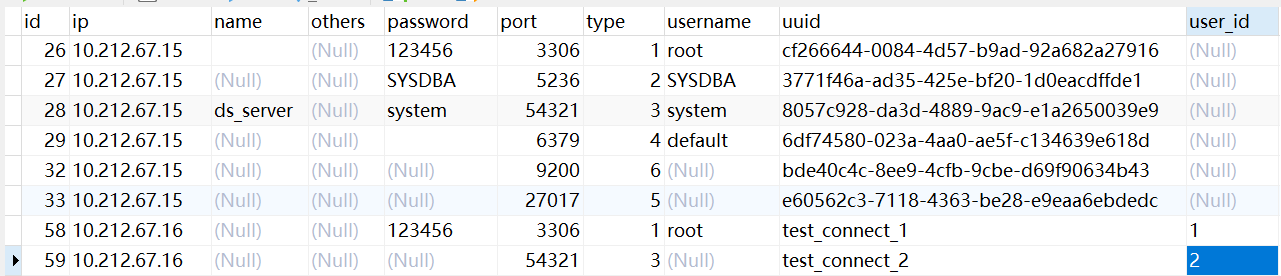 id ip name others password port type username uuid user_id
26 10.212.67.15 (Null) 123456 3306 1 root cf266644-0084-4d57-b9ad-92a682a27916 (Null)
27 10.212.67.15 (Null) (Null) SYSDBA 5236 2 SYSDBA 3771f46a-ad35-425e-bf20-1d0eacdffde1 (Null)
28 10.212.67.15 ds_server (Null) system 54321 3 system 8057c928-da3d-4889-9ac9-e1a2650039e9 (Null)
29 10.212.67.15 (Null) (Null) 6379 4 default 6df74580-023a-4aa0-ae5f-c134639e618d (Null)
32 10.212.67.15 (Null) (Null) (Null) 9200 6 (Null) bde40c4c-8ee9-4cfb-9cbe-d69f90634b43 (Null)
33 10.212.67.15 (Null) (Null) (Null) 27017 5 (Null) e60562c3-7118-4363-be28-e9eaa6ebdedc (Null)
58 10.212.67.16 (Null) (Null) 123456 3306 1 root test_connect_1 1
59 10.212.67.16 (Null) (Null) (Null) 54321 3 (Null) test_connect_2 2